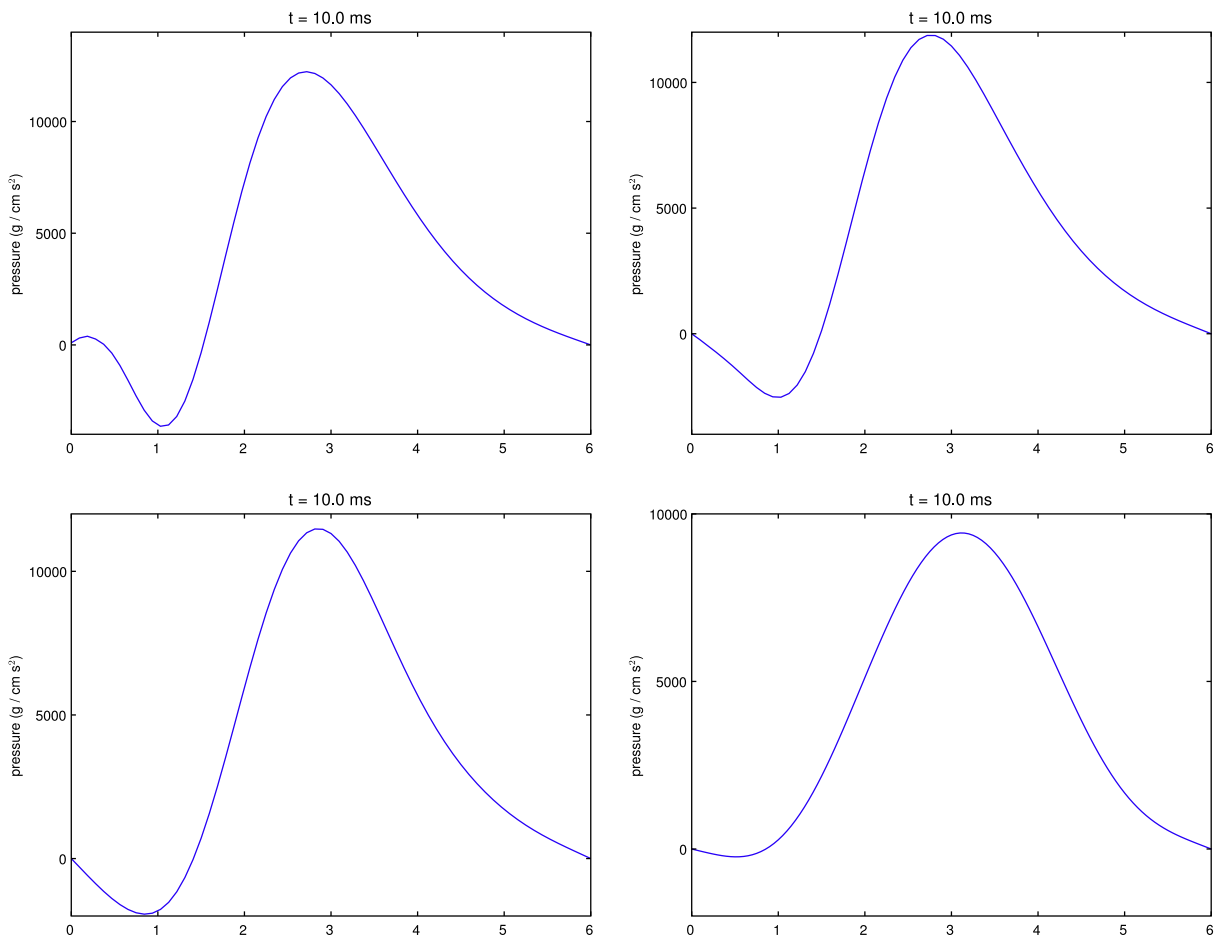 t = 10.0 ms
pressure (g / cm s²)
10000
5000
0
0 1 2 3 4 5 6
t = 10.0 ms
pressure (g / cm s²)
10000
5000
0
0 1 2 3 4 5 6
t = 10.0 ms
pressure (g / cm s²)
10000
5000
0
0 1 2 3 4 5 6
t = 10.0 ms
pressure (g / cm s²)
10000
5000
0
0 1 2 3 4 5 6